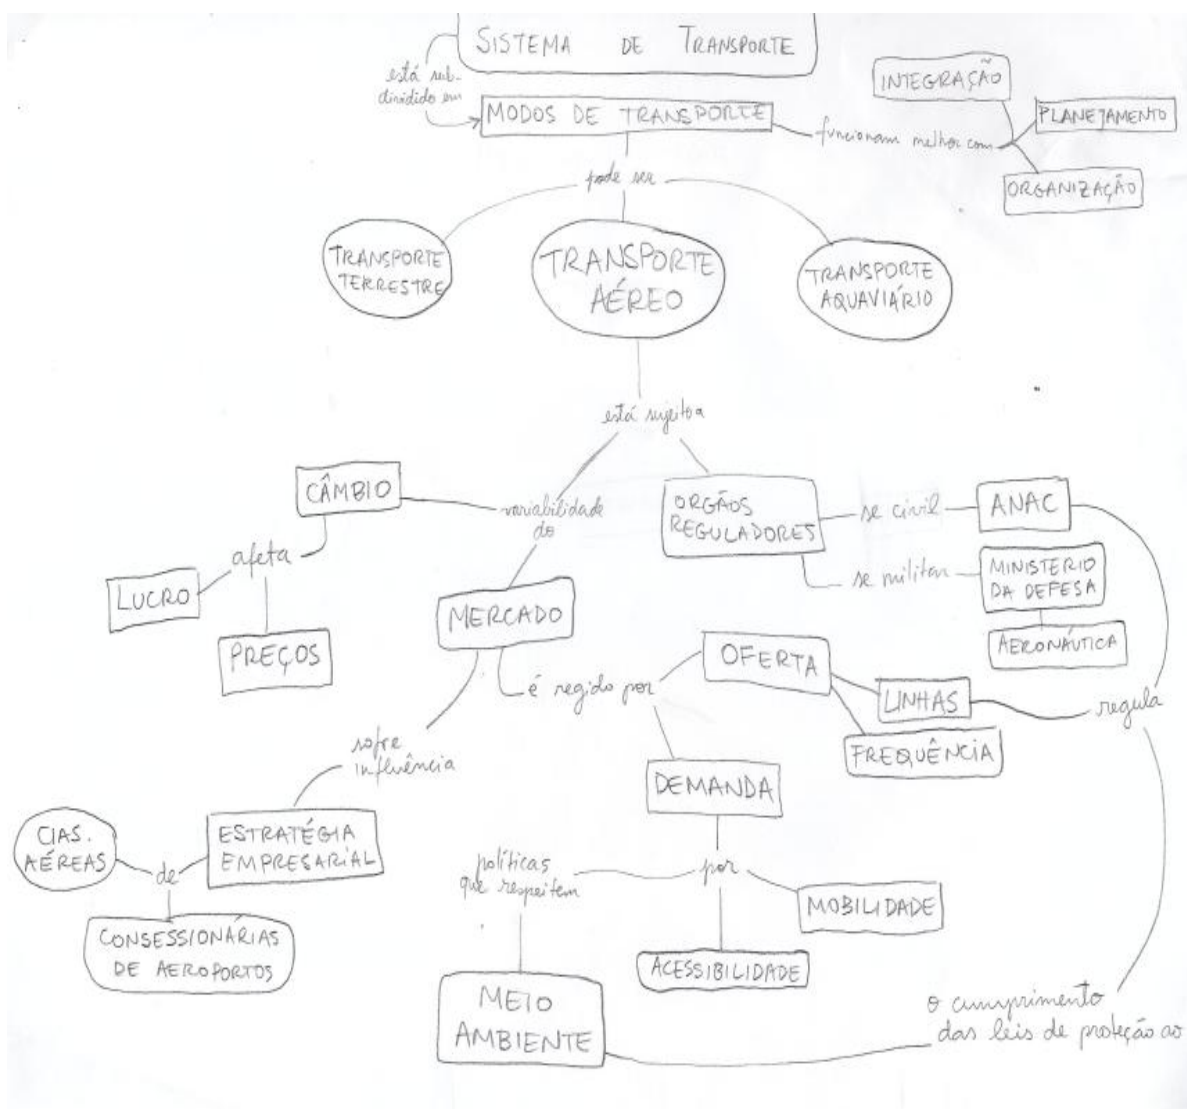 SISTEMA DE TRANSPORTE
está sub-
dividido em
INTEGRAÇÃO
MODOS DE TRANSPORTE
funcionam melhor com
PLANEJAMENTO
ORGANIZAÇÃO
pode ser
TRANSPORTE
TERRESTRE
TRANSPORTE
AÉREO
TRANSPORTE
AQUAVIÁRIO
está sujeito a
CÂMBIO
variabilidade
do
ORGÃOS
REGULADORES
se civil
ANAC
afeta
se militar
MINISTERIO
DA DEFESA
LUCRO
MERCADO
PREÇOS
AERONÁUTICA
OFERTA
é regido por
LINHAS
regula
FREQUÊNCIA
sofre
influência
DEMANDA
CIAS.
AÉREAS
ESTRATÉGIA
EMPRESARIAL
de
políticas
que respeitem
por
MOBILIDADE
CONSESSIONÁRIAS
DE AEROPORTOS
ACESSIBILIDADE
MEIO
AMBIENTE
o cumprimento
das leis de proteção ao